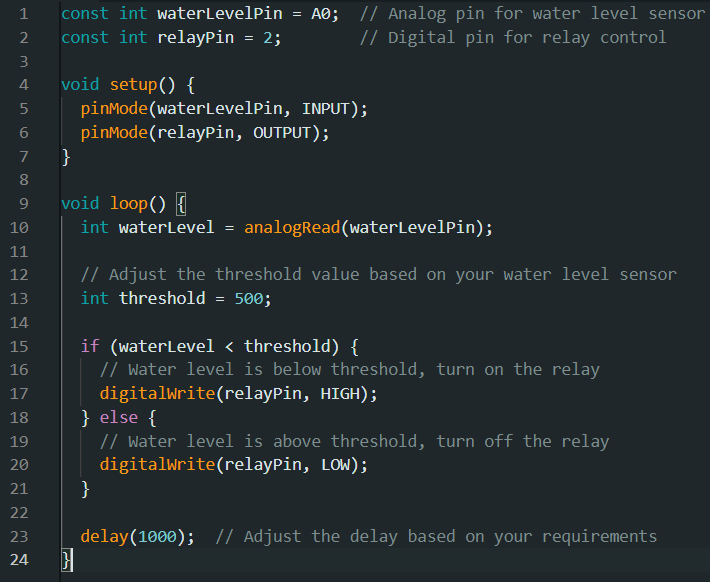 1 const int waterLevelPin = A0;  // Analog pin for water level sensor
2 const int relayPin = 2;        // Digital pin for relay control
3
4 void setup() {
5   pinMode(waterLevelPin, INPUT);
6   pinMode(relayPin, OUTPUT);
7 }
8
9 void loop() {
10   int waterLevel = analogRead(waterLevelPin);
11
12   // Adjust the threshold value based on your water level sensor
13   int threshold = 500;
14
15   if (waterLevel < threshold) {
16     // Water level is below threshold, turn on the relay
17     digitalWrite(relayPin, HIGH);
18   } else {
19     // Water level is above threshold, turn off the relay
20     digitalWrite(relayPin, LOW);
21   }
22
23   delay(1000);  // Adjust the delay based on your requirements
24 }